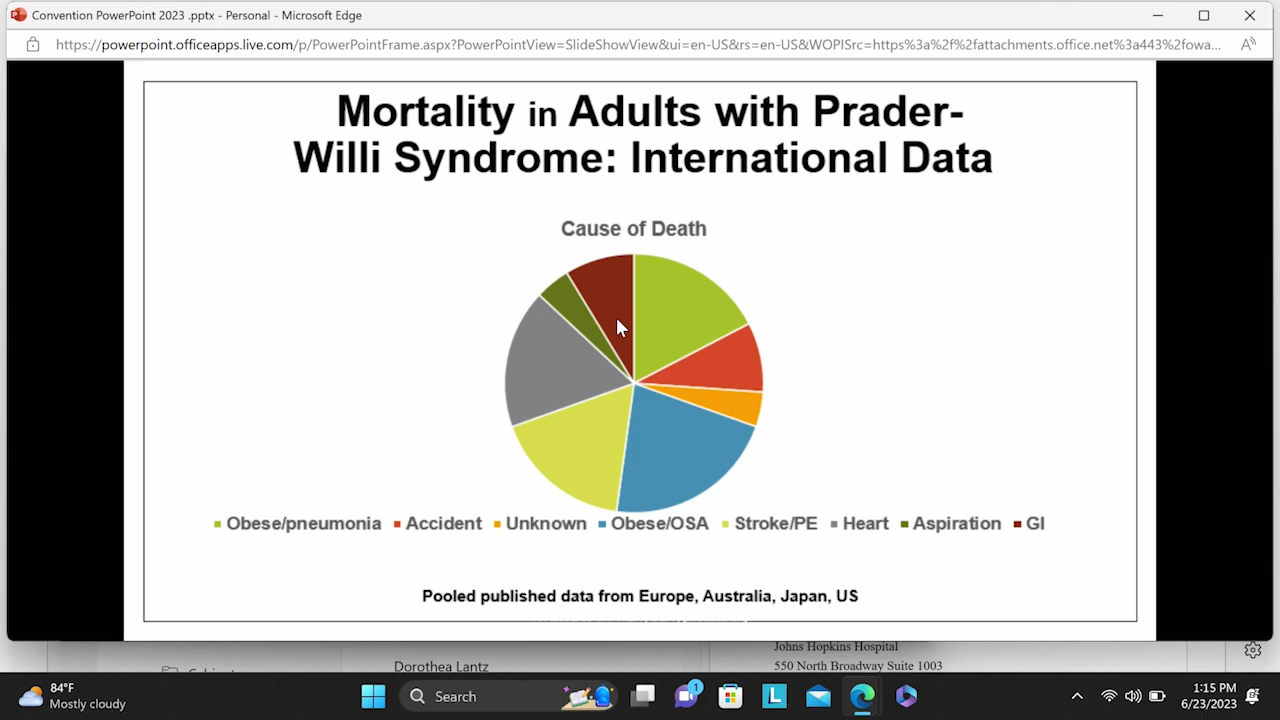 Convention PowerPoint 2023 .pptx - Personal - Microsoft Edge
https://powerpoint.officeapps.live.com/p/PowerPointFrame.aspx?PowerPointView=SlideShowView&ui=en-US&rs=en-US&WOPISrc=https%3a%2f%2fattachments.office.net%3a443%2fowa...
Mortality in Adults with Prader-
Willi Syndrome: International Data
Cause of Death
Obese/pneumonia Accident Unknown Obese/OSA Stroke/PE Heart Aspiration GI
Pooled published data from Europe, Australia, Japan, US
Johns Hopkins Hospital
Dorothea Lantz
550 North Broadway Suite 1003
84°F
Mostly cloudy
Search
1
L
1:15 PM
6/23/2023